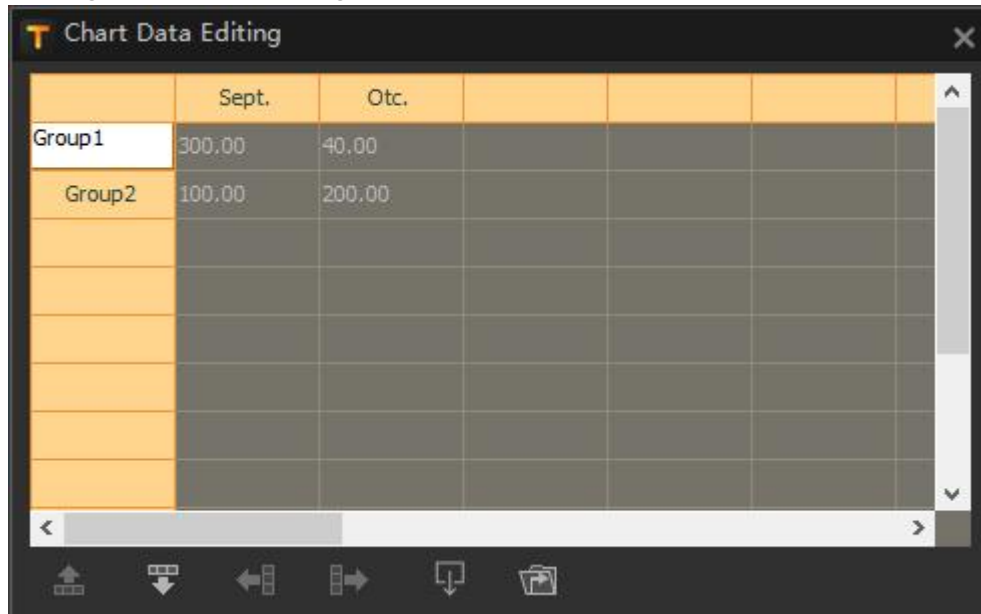 Chart Data Editing
Sept. Otc.
Group1 300.00 40.00
Group2 100.00 200.00